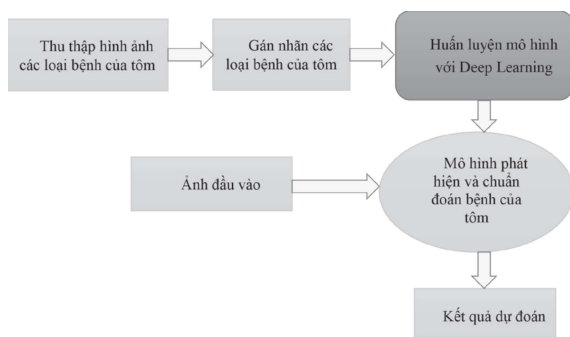 Thu thập hình ảnh
các loại bệnh của tôm
Gán nhãn các
loại bệnh của tôm
Huấn luyện mô hình
với Deep Learning
Ảnh đầu vào
Mô hình phát
hiện và chuẩn
đoán bệnh của
tôm
Kết quả dự đoán